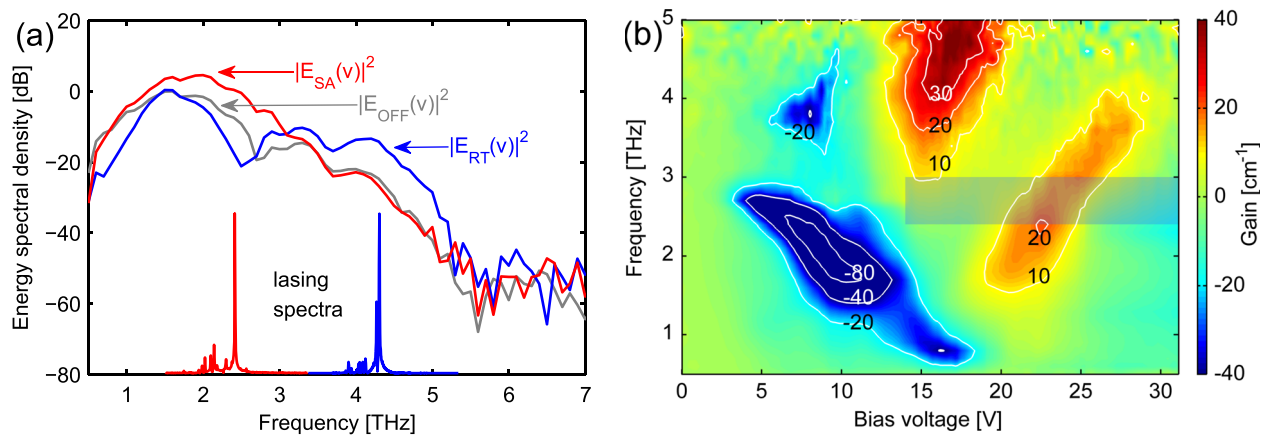 (a)
Energy spectral density [dB]
20
0
−20
−40
−60
−80
|E_SA(v)|²
|E_OFF(v)|²
|E_RT(v)|²
lasing
spectra
1 2 3 4 5 6 7
Frequency [THz]
(b)
Frequency [THz]
5
4
3
2
1
30
20
10
-20
20
10
-80
-40
-20
0 5 10 15 20 25 30
Bias voltage [V]
40
20
0
-20
-40
Gain [cm⁻¹]